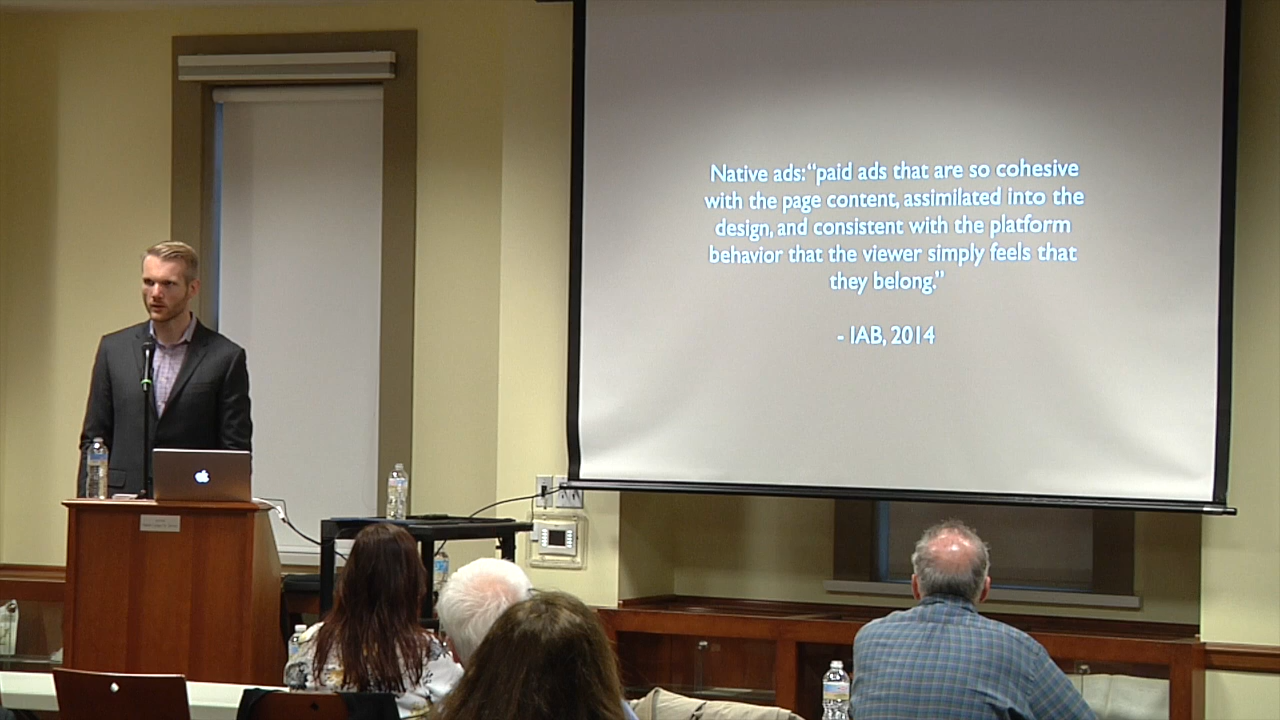 Native ads: “paid ads that are so cohesive
with the page content, assimilated into the
design, and consistent with the platform
behavior that the viewer simply feels that
they belong.”
- IAB, 2014